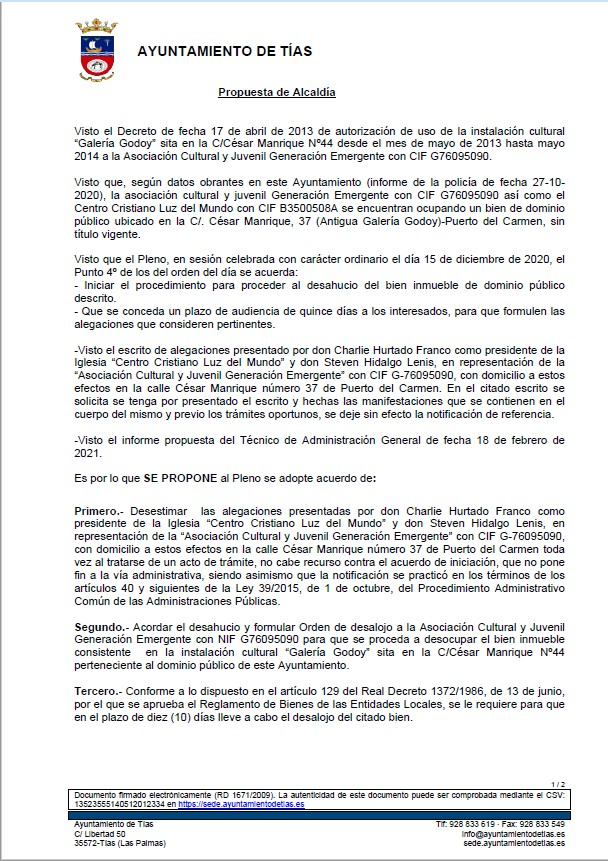 AYUNTAMIENTO DE TÍAS
Propuesta de Alcaldía
Visto el Decreto de fecha 17 de abril de 2013 de autorización de uso de la instalación cultural
“Galería Godoy” sita en la C/César Manrique Nº44 desde el mes de mayo de 2013 hasta mayo
2014 a la Asociación Cultural y Juvenil Generación Emergente con CIF G76095090.
Visto que, según datos obrantes en este Ayuntamiento (informe de la policía de fecha 27-10-
2020), la asociación cultural y juvenil Generación Emergente con CIF G76095090 así como el
Centro Cristiano Luz del Mundo con CIF B3500508A se encuentran ocupando un bien de dominio
público ubicado en la C/. César Manrique, 37 (Antigua Galería Godoy)-Puerto del Carmen, sin
título vigente.
Visto que el Pleno, en sesión celebrada con carácter ordinario el día 15 de diciembre de 2020, el
Punto 4º de los del orden del día se acuerda:
- Iniciar el procedimiento para proceder al desahucio del bien inmueble de dominio público
descrito.
- Que se conceda un plazo de audiencia de quince días a los interesados, para que formulen las
alegaciones que consideren pertinentes.
-Visto el escrito de alegaciones presentado por don Charlie Hurtado Franco como presidente de la
Iglesia “Centro Cristiano Luz del Mundo” y don Steven Hidalgo Lenis, en representación de la
“Asociación Cultural y Juvenil Generación Emergente” con CIF G-76095090, con domicilio a estos
efectos en la calle César Manrique número 37 de Puerto del Carmen. En el citado escrito se
solicita se tenga por presentado el escrito y hechas las manifestaciones que se contienen en el
cuerpo del mismo y previo los trámites oportunos, se deje sin efecto la notificación de referencia.
-Visto el informe propuesta del Técnico de Administración General de fecha 18 de febrero de
2021.
Es por lo que SE PROPONE al Pleno se adopte acuerdo de:
Primero.- Desestimar las alegaciones presentadas por don Charlie Hurtado Franco como
presidente de la Iglesia “Centro Cristiano Luz del Mundo” y don Steven Hidalgo Lenis, en
representación de la “Asociación Cultural y Juvenil Generación Emergente” con CIF G-76095090,
con domicilio a estos efectos en la calle César Manrique número 37 de Puerto del Carmen toda
vez al tratarse de un acto de trámite, no cabe recurso contra el acuerdo de iniciación, que no pone
fin a la vía administrativa, siendo asimismo que la notificación se practicó en los términos de los
artículos 40 y siguientes de la Ley 39/2015, de 1 de octubre, del Procedimiento Administrativo
Común de las Administraciones Públicas.
Segundo.- Acordar el desahucio y formular Orden de desalojo a la Asociación Cultural y Juvenil
Generación Emergente con NIF G76095090 para que se proceda a desocupar el bien inmueble
consistente en la instalación cultural “Galería Godoy” sita en la C/César Manrique Nº44
perteneciente al dominio público de este Ayuntamiento.
Tercero.- Conforme a lo dispuesto en el artículo 129 del Real Decreto 1372/1986, de 13 de junio,
por el que se aprueba el Reglamento de Bienes de las Entidades Locales, se le requiere para que
en el plazo de diez (10) días lleve a cabo el desalojo del citado bien.
1 / 2
Documento firmado electrónicamente (RD 1671/2009). La autenticidad de este documento puede ser comprobada mediante el CSV:
13523555140512012334 en https://sede.ayuntamientodetias.es
Ayuntamiento de Tías
Tlf: 928 833 619 - Fax: 928 833 549
C/ Libertad 50
info@ayuntamientodetias.es
35572-Tías (Las Palmas)
sede.ayuntamientodetias.es